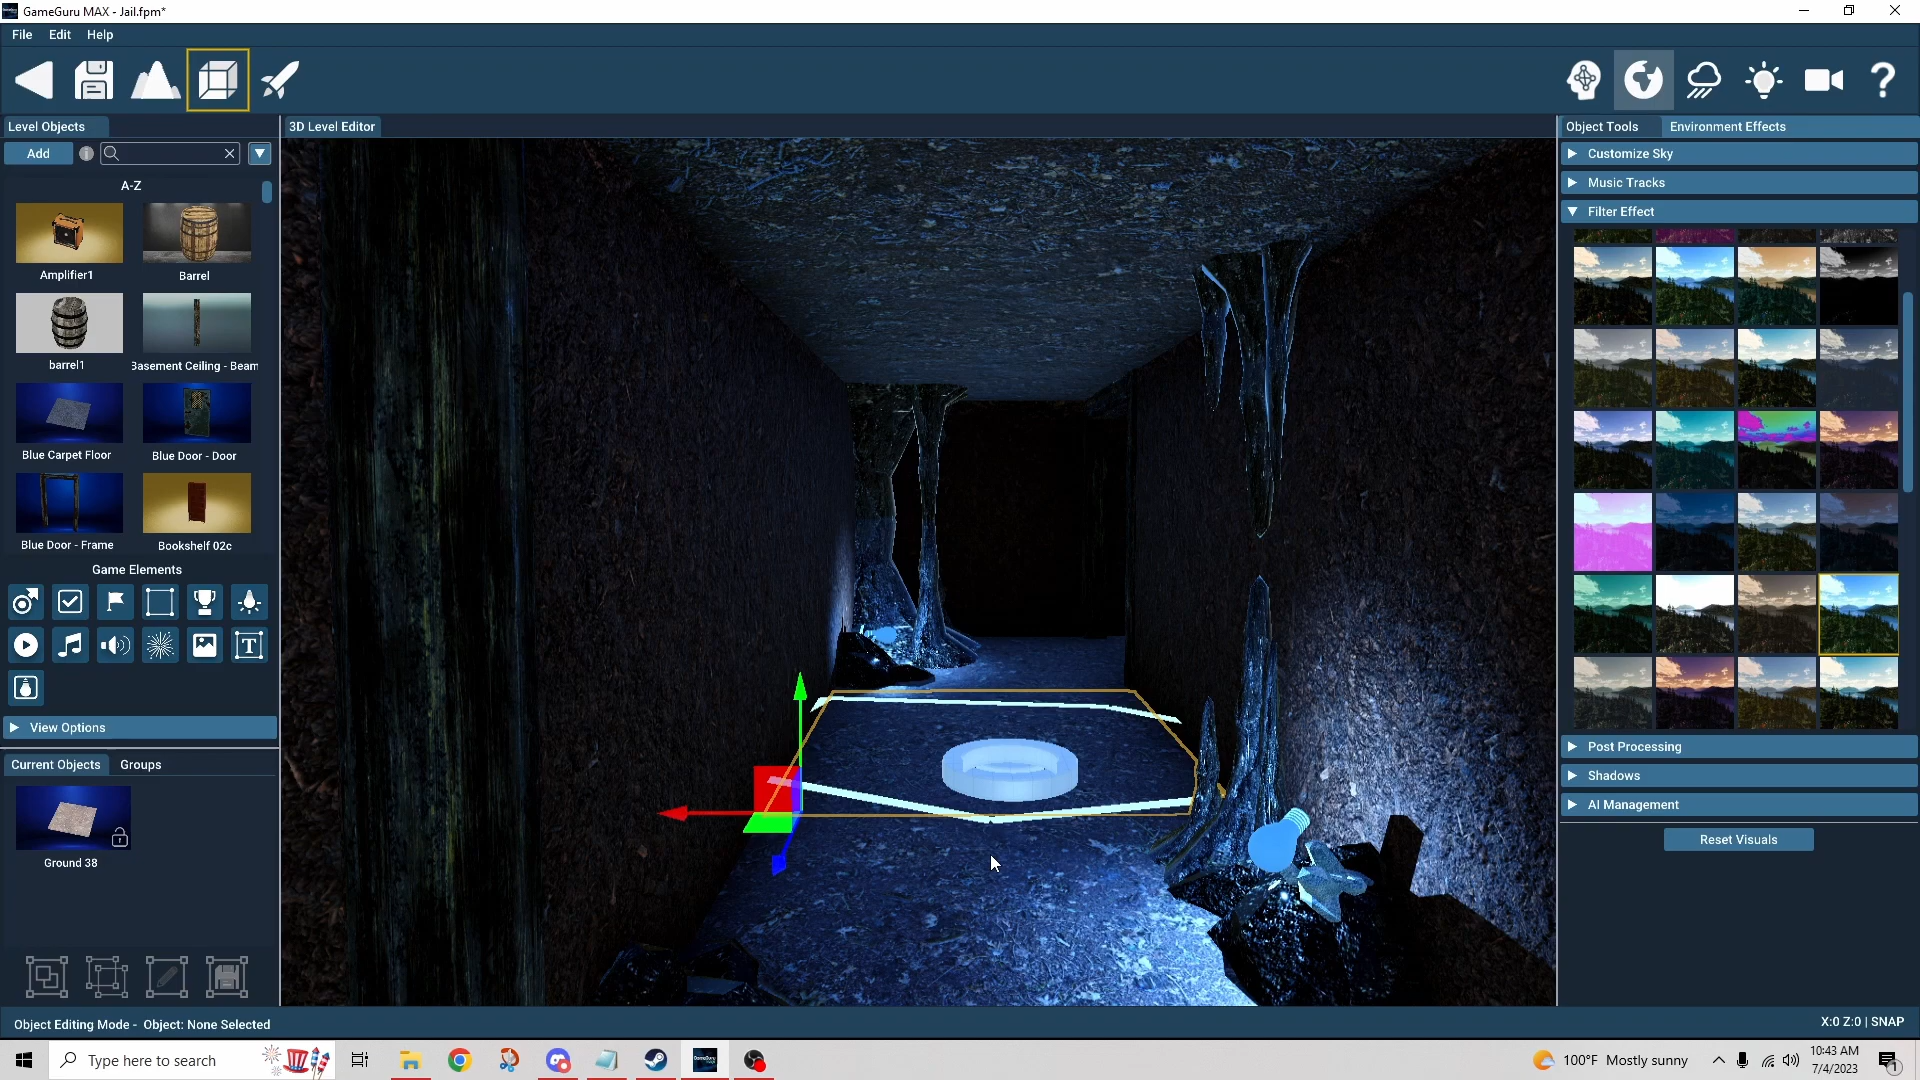 GameGuru MAX - Jail.fpm*
File Edit Help
Level Objects
3D Level Editor
Object Tools Environment Effects
Add
A-Z
Amplifier1 Barrel
barrel1 Basement Ceiling - Beam
Blue Carpet Floor Blue Door - Door
Blue Door - Frame Bookshelf 02c
Game Elements
View Options
Current Objects Groups
Ground 38
Customize Sky
Music Tracks
Filter Effect
Post Processing
Shadows
AI Management
Reset Visuals
Object Editing Mode - Object: None Selected
X:0 Z:0 | SNAP
Type here to search
100°F Mostly sunny
10:43 AM
7/4/2023
1